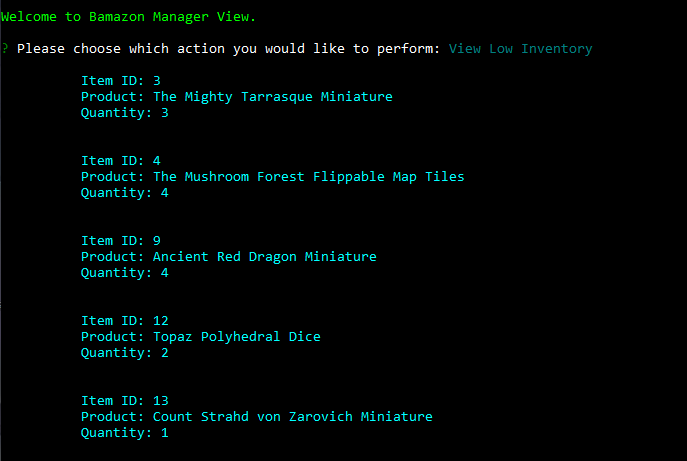 Welcome to Bamazon Manager View.
? Please choose which action you would like to perform: View Low Inventory
Item ID: 3
Product: The Mighty Tarrasque Miniature
Quantity: 3
Item ID: 4
Product: The Mushroom Forest Flippable Map Tiles
Quantity: 4
Item ID: 9
Product: Ancient Red Dragon Miniature
Quantity: 4
Item ID: 12
Product: Topaz Polyhedral Dice
Quantity: 2
Item ID: 13
Product: Count Strahd von Zarovich Miniature
Quantity: 1